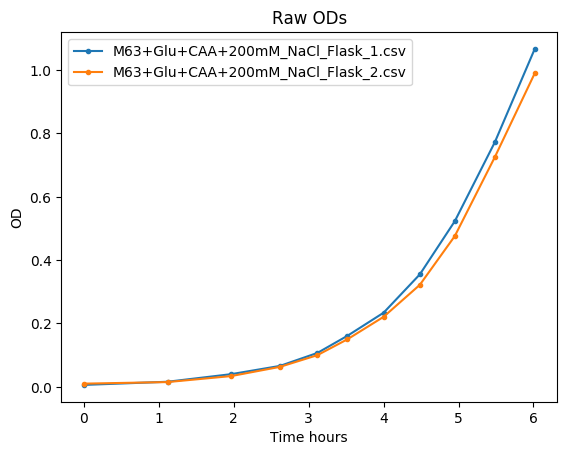 Raw ODs
M63+Glu+CAA+200mM_NaCl_Flask_1.csv
M63+Glu+CAA+200mM_NaCl_Flask_2.csv
1.0
0.8
0.6
0.4
0.2
0.0
OD
0 1 2 3 4 5 6
Time hours